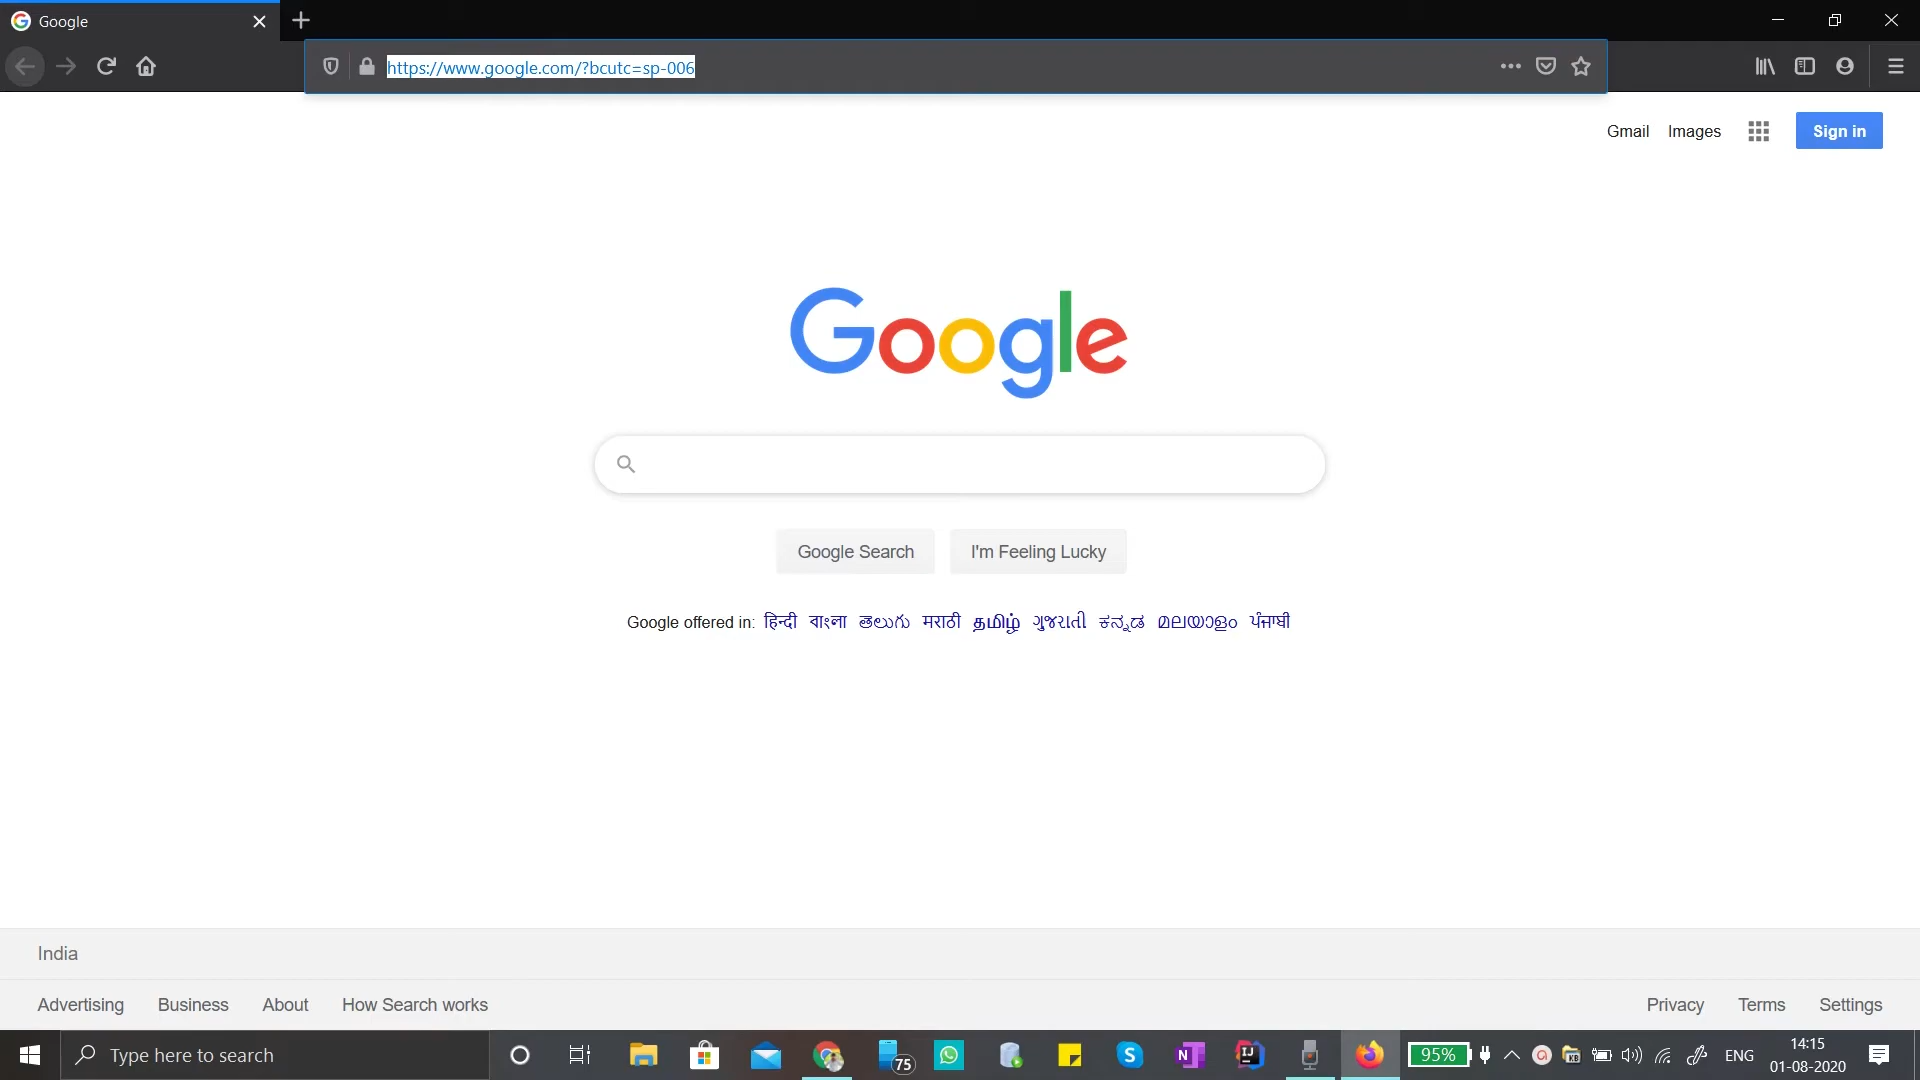 Google
https://www.google.com/?bcutc=sp-006
Gmail Images Sign in
Google
Google Search I'm Feeling Lucky
Google offered in: हिन्दी বাংলা తెలుగు मराठी தமிழ் ગુજરાતી ಕನ್ನಡ മലയാളം ਪੰਜਾਬੀ
India
Advertising Business About How Search works Privacy Terms Settings
Type here to search 75 N IJ 95% KB ENG 14:15
01-08-2020